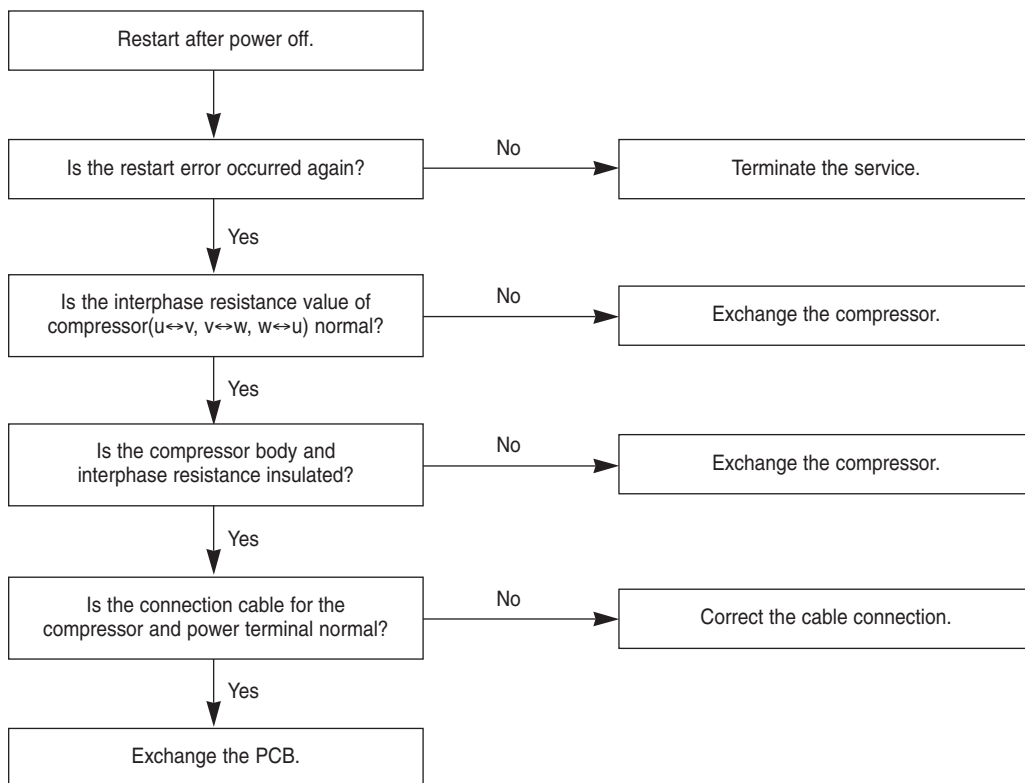 Restart after power off.
Is the restart error occurred again?
No
Terminate the service.
Yes
Is the interphase resistance value of
compressor(u↔v, v↔w, w↔u) normal?
No
Exchange the compressor.
Yes
Is the compressor body and
interphase resistance insulated?
No
Exchange the compressor.
Yes
Is the connection cable for the
compressor and power terminal normal?
No
Correct the cable connection.
Yes
Exchange the PCB.